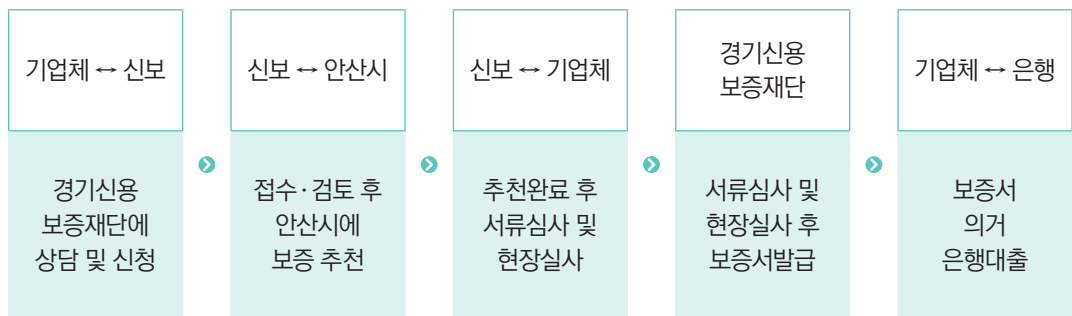 기업체 ↔ 신보
경기신용
보증재단에
상담 및 신청
신보 ↔ 안산시
접수·검토 후
안산시에
보증 추천
신보 ↔ 기업체
추천완료 후
서류심사 및
현장실사
경기신용
보증재단
서류심사 및
현장실사 후
보증서발급
기업체 ↔ 은행
보증서
의거
은행대출